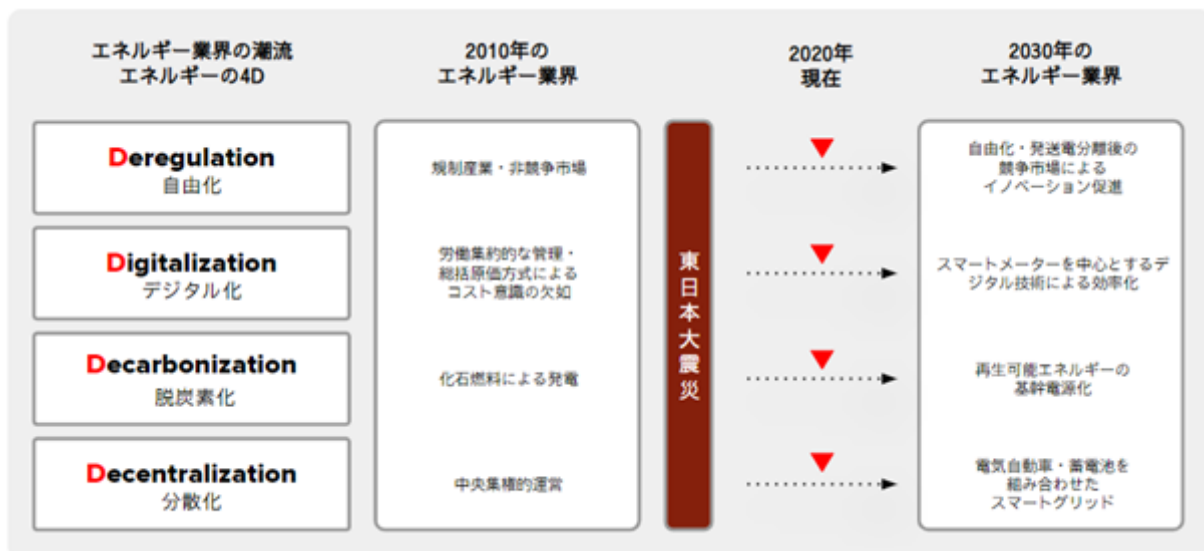 エネルギー業界の潮流
エネルギーの4D
2010年の
エネルギー業界
2020年
現在
2030年の
エネルギー業界
Deregulation
自由化
規制産業・非競争市場
自由化・発送電分離後の
競争市場による
イノベーション促進
Digitalization
デジタル化
労働集約的な管理・
総括原価方式による
コスト意識の欠如
スマートメーターを中心とするデ
ジタル技術による効率化
Decarbonization
脱炭素化
化石燃料による発電
再生可能エネルギーの
基幹電源化
Decentralization
分散化
中央集権的運営
電気自動車・蓄電池を
組み合わせた
スマートグリッド
東日本大震災